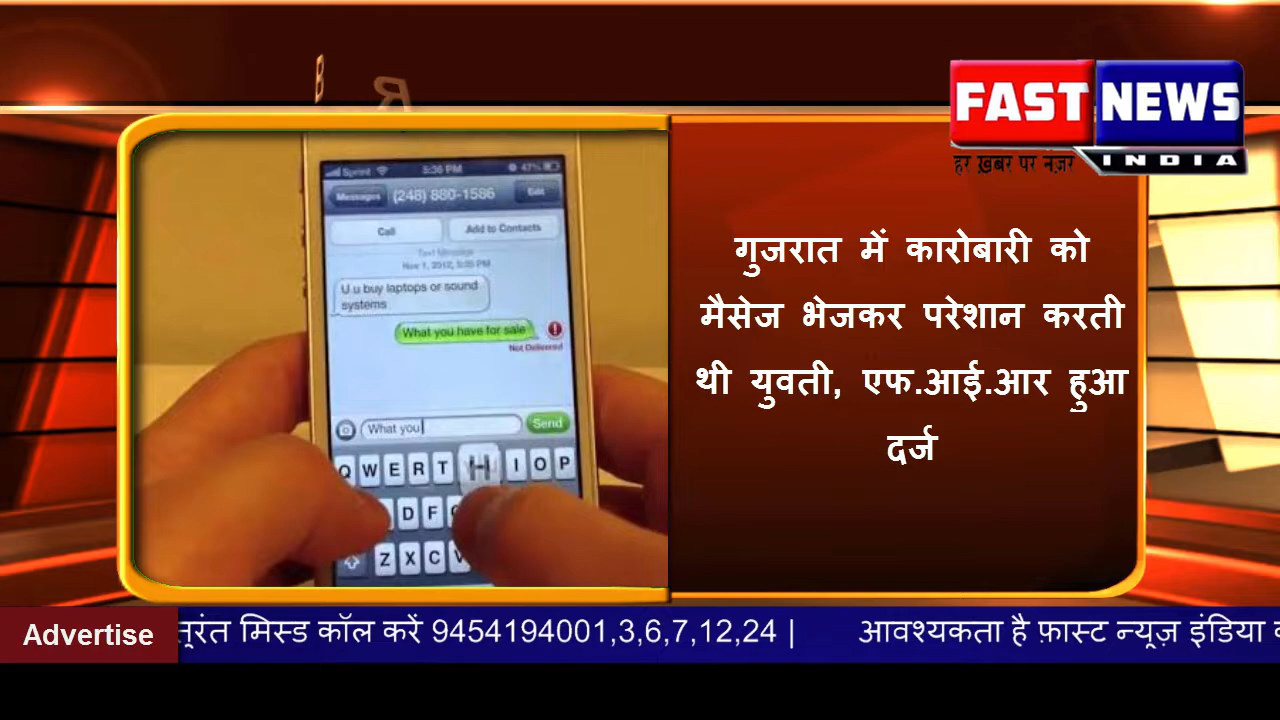 B R
FAST NEWS
INDIA
हर ख़बर पर नज़र
Sprint 5:36 PM 47%
Messages (248) 880-1586 Edit
Call Add to Contacts
Text Message
Nov 1, 2012, 5:35 PM
U u buy laptops or sound
systems
What you have for sale
Not Delivered
What you Send
Q W E R T H I O P
D F
Z X C V
गुजरात में कारोबारी को
मैसेज भेजकर परेशान करती
थी युवती, एफ.आई.आर हुआ
दर्ज
Advertise तुरंत मिस्ड कॉल करें 9454194001,3,6,7,12,24 | आवश्यकता है फ़ास्ट न्यूज़ इंडिया